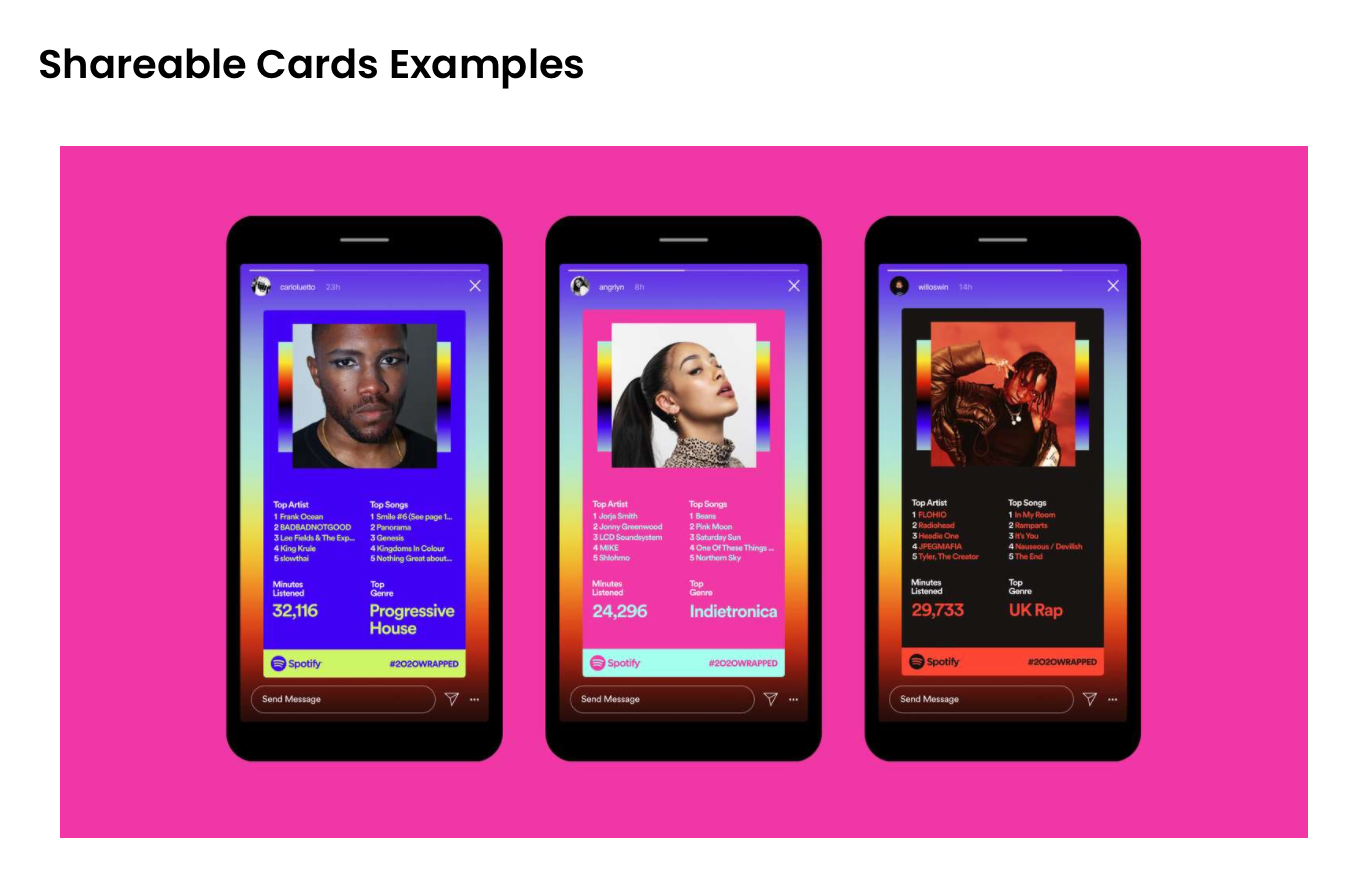 Shareable Cards Examples
carloluetto 23h
Top Artist
1 Frank Ocean
2 BADBADNOTGOOD
3 Lee Fields & The Exp...
4 King Krule
5 slowthai
Top Songs
1 Smilo #6 (See page 1...
2 Panorama
3 Genesis
4 Kingdoms In Colour
5 Nothing Great about...
Minutes
Listened
32,116
Top
Genre
Progressive
House
Spotify
#2020WRAPPED
Send Message
angrlyn 8h
Top Artist
1 Jorja Smith
2 Jonny Greenwood
3 LCD Soundsystem
4 MIKE
5 Shlohmo
Top Songs
1 Beans
2 Pink Moon
3 Saturday Sun
4 One Of These Things ...
5 Northern Sky
Minutes
Listened
24,296
Top
Genre
Indietronica
Spotify
#2020WRAPPED
Send Message
willoswin 14h
Top Artist
1 FLOHIO
2 Radiohead
3 Headie One
4 JPEGMAFIA
5 Tyler, The Creator
Top Songs
1 In My Room
2 Ramparts
3 It's You
4 Nauseous / Devilish
5 The End
Minutes
Listened
29,733
Top
Genre
UK Rap
Spotify
#2020WRAPPED
Send Message